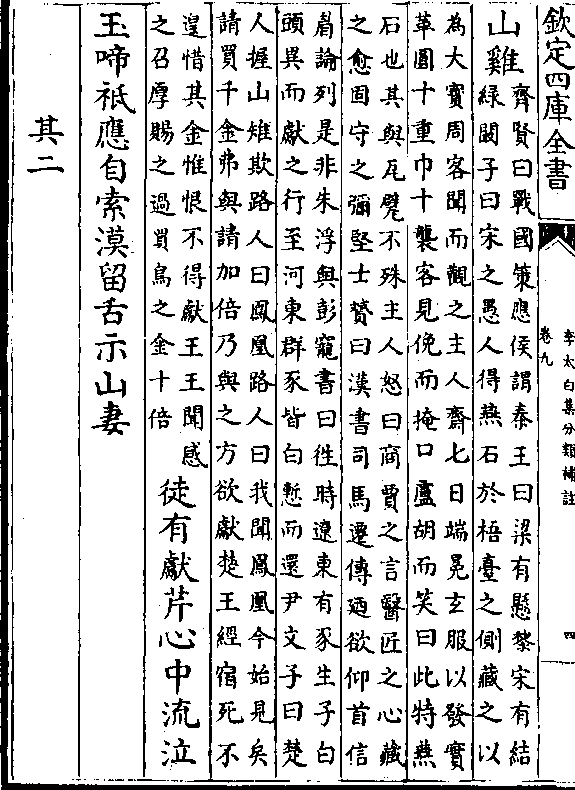 欽定四庫全書
李太白集分類補註
卷九
四
山雞
齊賢曰戰國策應侯謂秦王曰梁有懸黎宋有結
緑闞子曰宋之愚人得燕石於梧臺之側藏之以
為大寶周客聞而觀之主人齋七日端冕玄服以發寶
革匱十重巾十襲客見俛而掩口盧胡而笑曰此特燕
石也其與瓦甓不殊主人怒曰商賈之言醫匠之心藏
之愈固守之彌堅士贇曰漢書司馬遷傳廼欲仰首信
眉論列是非朱浮與彭寵書曰徃時遼東有豕生子白
頭異而獻之行至河東群豕皆白慙而還尹文子曰楚
人握山雉欺路人曰鳳凰路人曰我聞鳳凰今始見矣
請買千金弗與請加倍乃與之方欲獻楚王經宿死不
遑惜其金惟恨不得獻王王聞感
之召厚賜之過買鳥之金十倍
徒有獻芹心中流泣
玉啼祗應自索漠留舌示山妻
其二